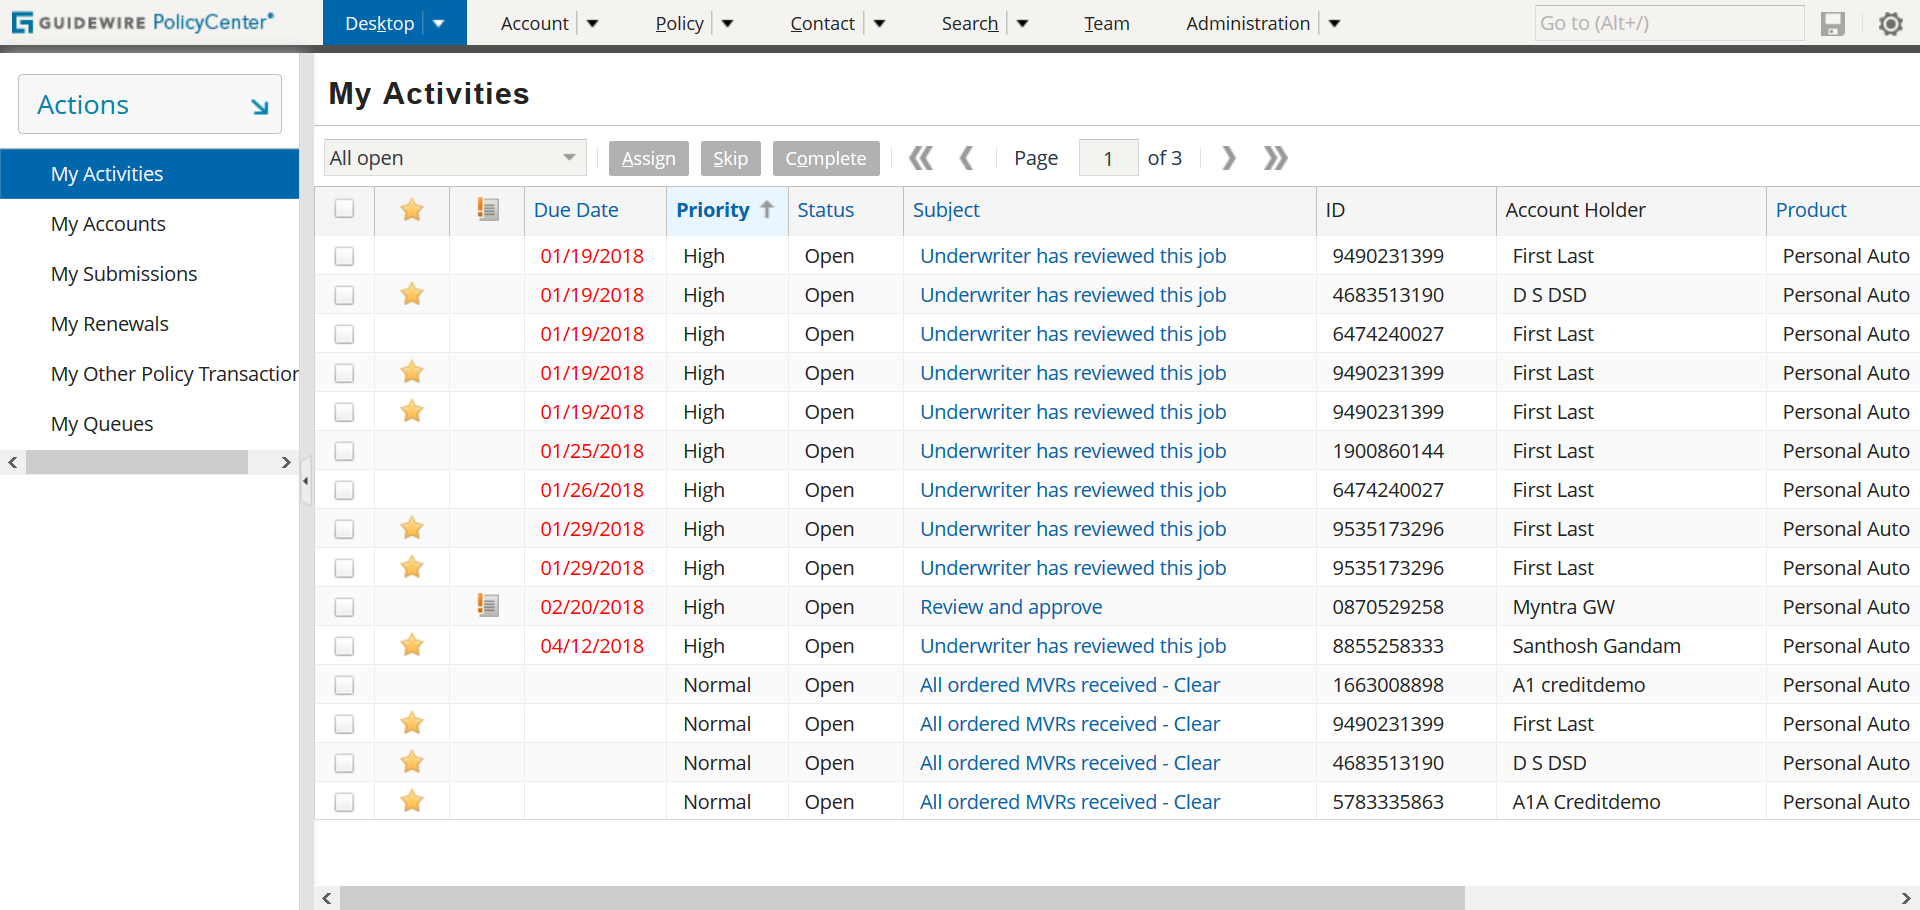 GUIDEWIRE PolicyCenter® Desktop Account Policy Contact Search Team Administration Go to (Alt+/)
Actions
My Activities
My Accounts
My Submissions
My Renewals
My Other Policy Transaction
My Queues
My Activities
All open Assign Skip Complete Page 1 of 3
Due Date Priority Status Subject ID Account Holder Product
01/19/2018 High Open Underwriter has reviewed this job 9490231399 First Last Personal Auto
01/19/2018 High Open Underwriter has reviewed this job 4683513190 D S DSD Personal Auto
01/19/2018 High Open Underwriter has reviewed this job 6474240027 First Last Personal Auto
01/19/2018 High Open Underwriter has reviewed this job 9490231399 First Last Personal Auto
01/19/2018 High Open Underwriter has reviewed this job 9490231399 First Last Personal Auto
01/25/2018 High Open Underwriter has reviewed this job 1900860144 First Last Personal Auto
01/26/2018 High Open Underwriter has reviewed this job 6474240027 First Last Personal Auto
01/29/2018 High Open Underwriter has reviewed this job 9535173296 First Last Personal Auto
01/29/2018 High Open Underwriter has reviewed this job 9535173296 First Last Personal Auto
02/20/2018 High Open Review and approve 0870529258 Myntra GW Personal Auto
04/12/2018 High Open Underwriter has reviewed this job 8855258333 Santhosh Gandam Personal Auto
Normal Open All ordered MVRs received - Clear 1663008898 A1 creditdemo Personal Auto
Normal Open All ordered MVRs received - Clear 9490231399 First Last Personal Auto
Normal Open All ordered MVRs received - Clear 4683513190 D S DSD Personal Auto
Normal Open All ordered MVRs received - Clear 5783335863 A1A Creditdemo Personal Auto